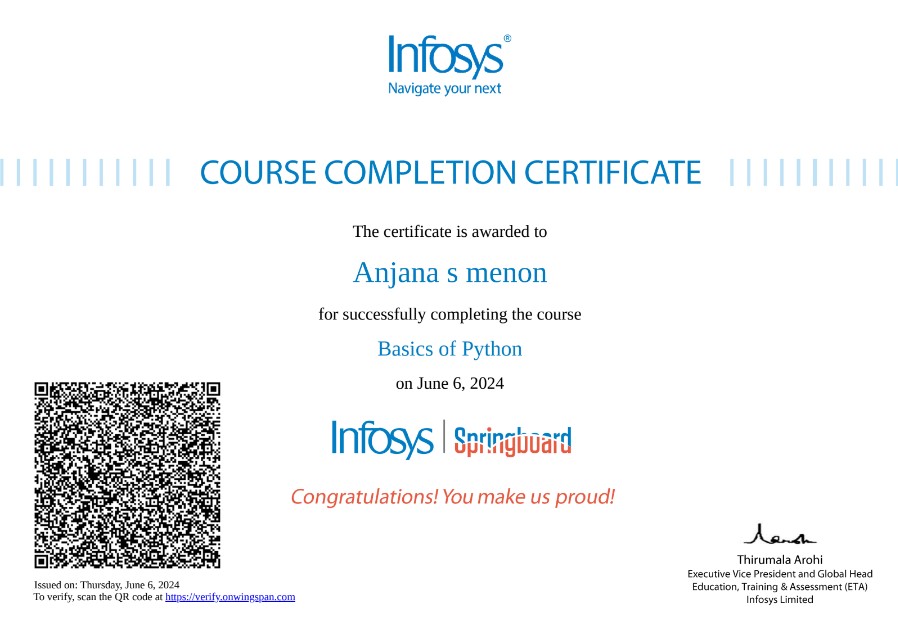 Infosys®
Navigate your next
COURSE COMPLETION CERTIFICATE
The certificate is awarded to
Anjana s menon
for successfully completing the course
Basics of Python
on June 6, 2024
Infosys | Springboard
Congratulations! You make us proud!
Thirumala Arohi
Executive Vice President and Global Head
Education, Training & Assessment (ETA)
Infosys Limited
Issued on: Thursday, June 6, 2024
To verify, scan the QR code at https://verify.onwingspan.com